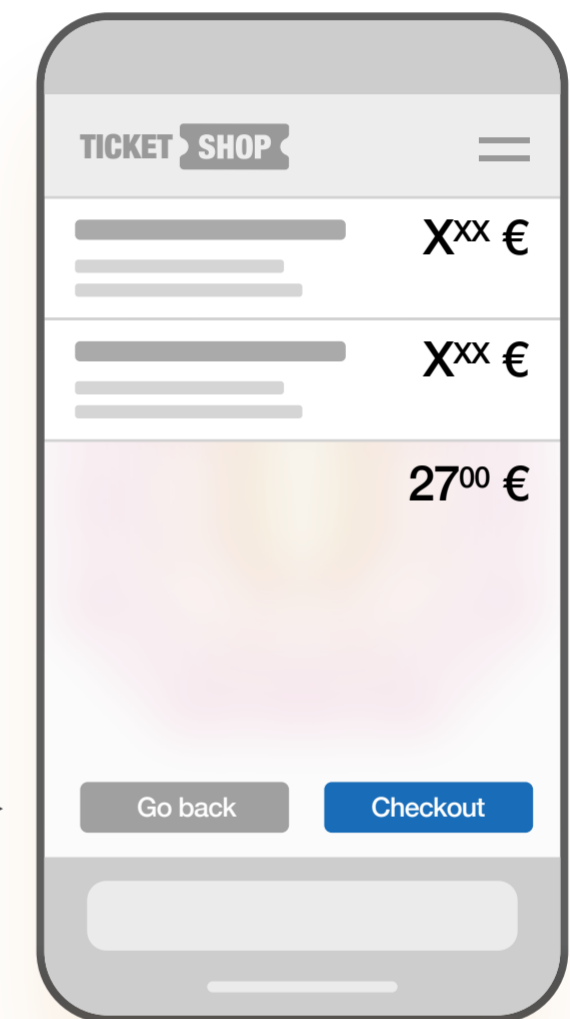 TICKET SHOP
Xxx €
Xxx €
27⁰⁰ €
Go back
Checkout